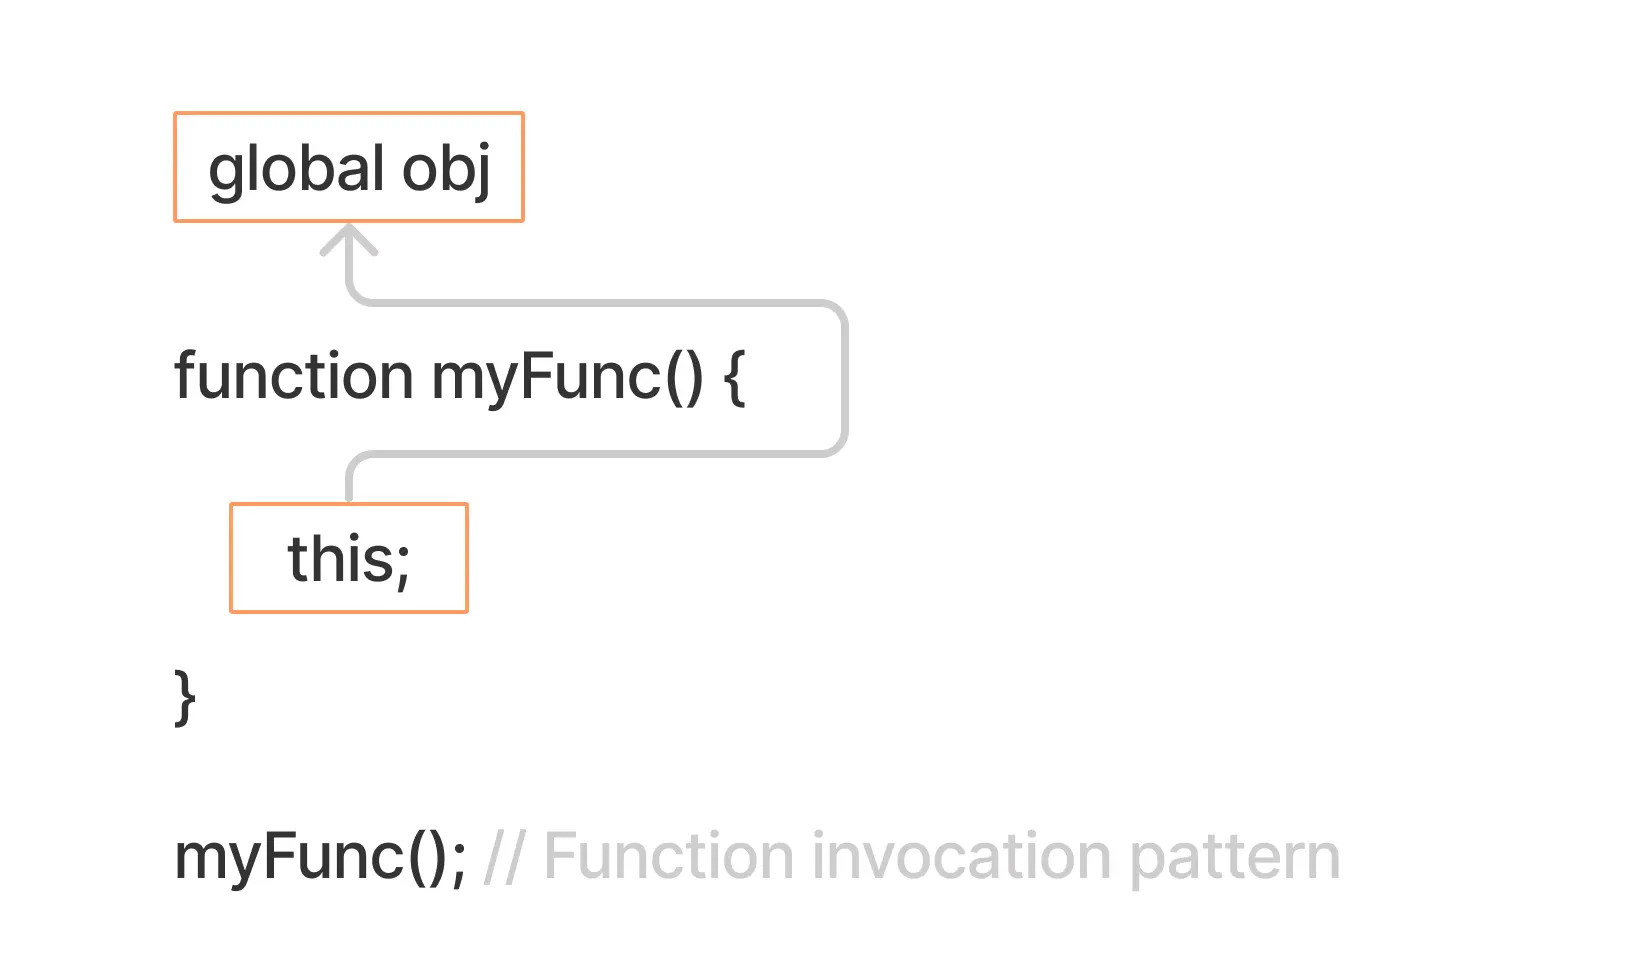 global obj
function myFunc() {
this;
}
myFunc(); // Function invocation pattern